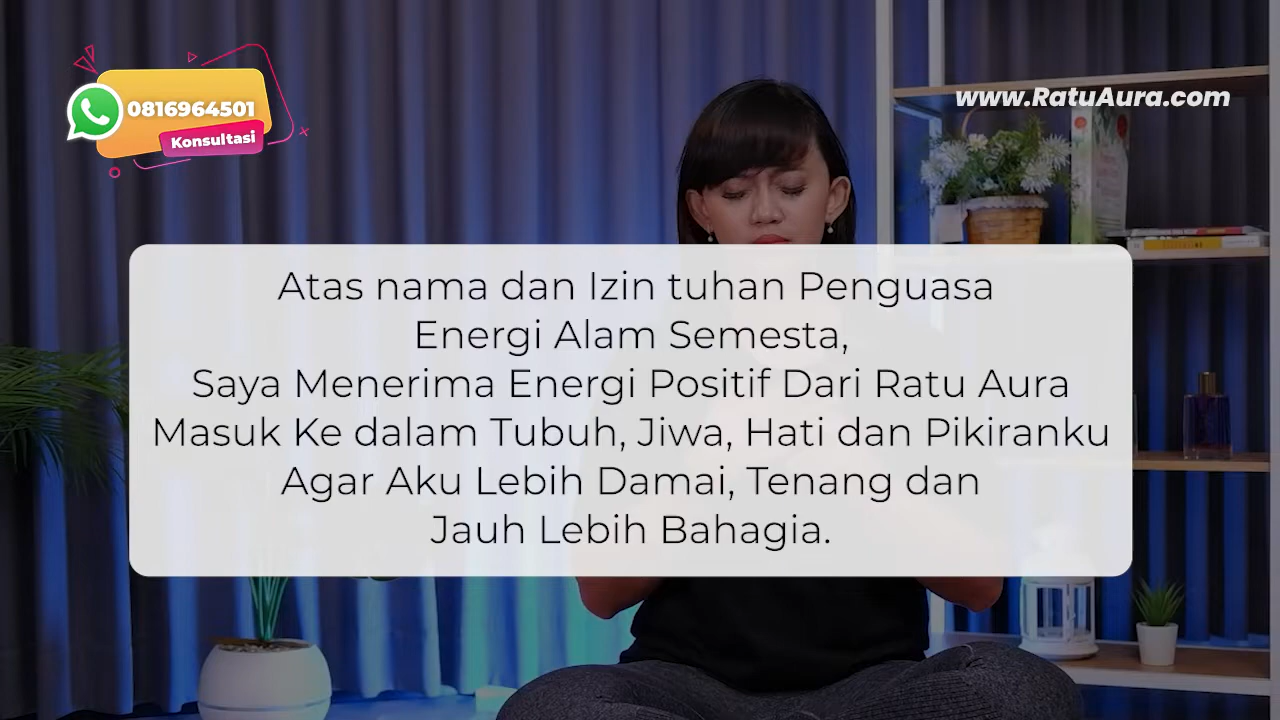 0816964501
Konsultasi
www.RatuAura.com
Atas nama dan Izin tuhan Penguasa
Energi Alam Semesta,
Saya Menerima Energi Positif Dari Ratu Aura
Masuk Ke dalam Tubuh, Jiwa, Hati dan Pikiranku
Agar Aku Lebih Damai, Tenang dan
Jauh Lebih Bahagia.